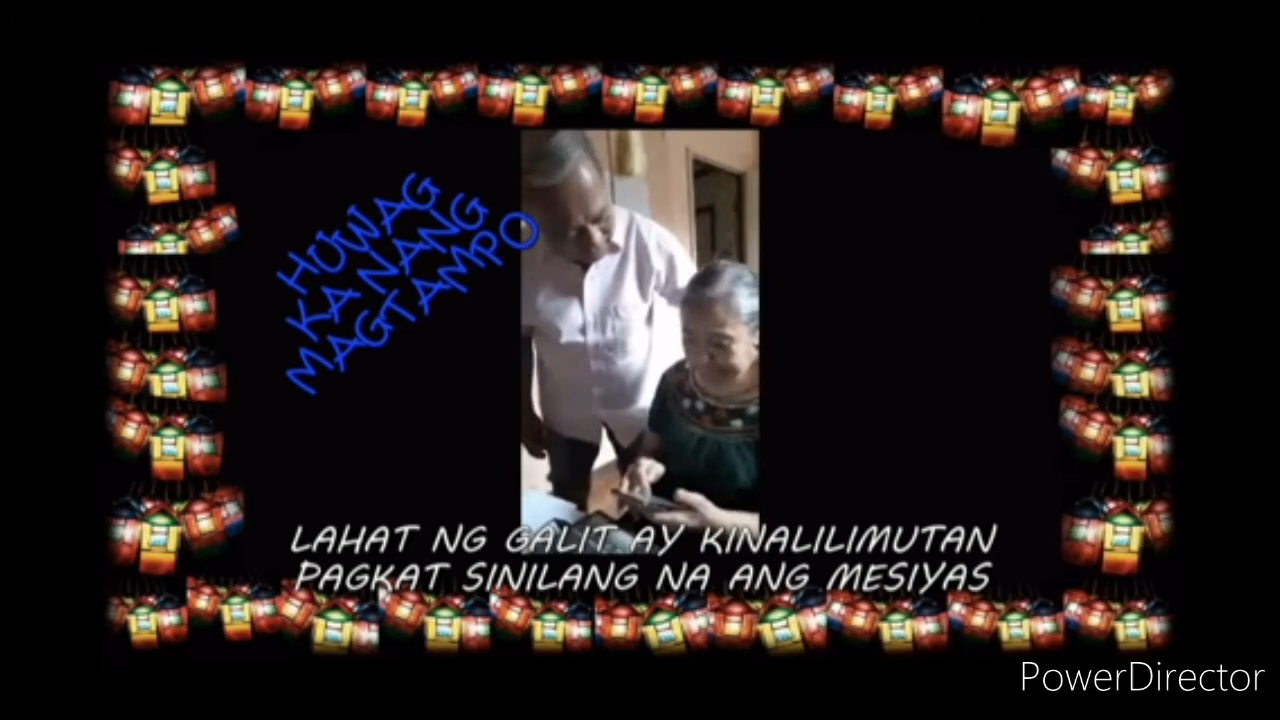 HUWAG
KA NANG
MAGTAMPO
LAHAT NG GALIT AY KINALILIMUTAN
PAGKAT SINILANG NA ANG MESIYAS
PowerDirector